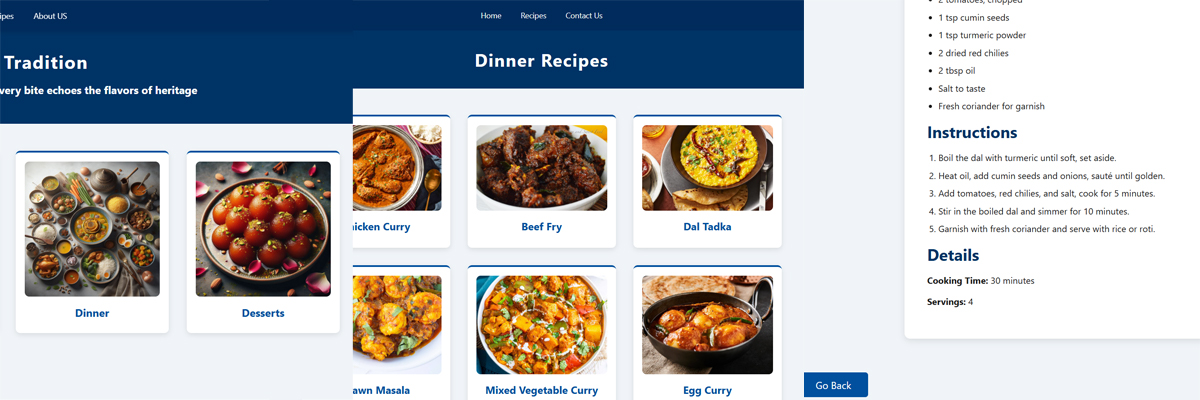 About US
Tradition
very bite echoes the flavors of heritage
Dinner
Desserts
Home Recipes Contact Us
Dinner Recipes
hicken Curry
Beef Fry
Dal Tadka
awn Masala
Mixed Vegetable Curry
Egg Curry
2 tomatoes, chopped
1 tsp cumin seeds
1 tsp turmeric powder
2 dried red chilies
2 tbsp oil
Salt to taste
Fresh coriander for garnish
Instructions
1. Boil the dal with turmeric until soft, set aside.
2. Heat oil, add cumin seeds and onions, sauté until golden.
3. Add tomatoes, red chilies, and salt, cook for 5 minutes.
4. Stir in the boiled dal and simmer for 10 minutes.
5. Garnish with fresh coriander and serve with rice or roti.
Details
Cooking Time: 30 minutes
Servings: 4
Go Back